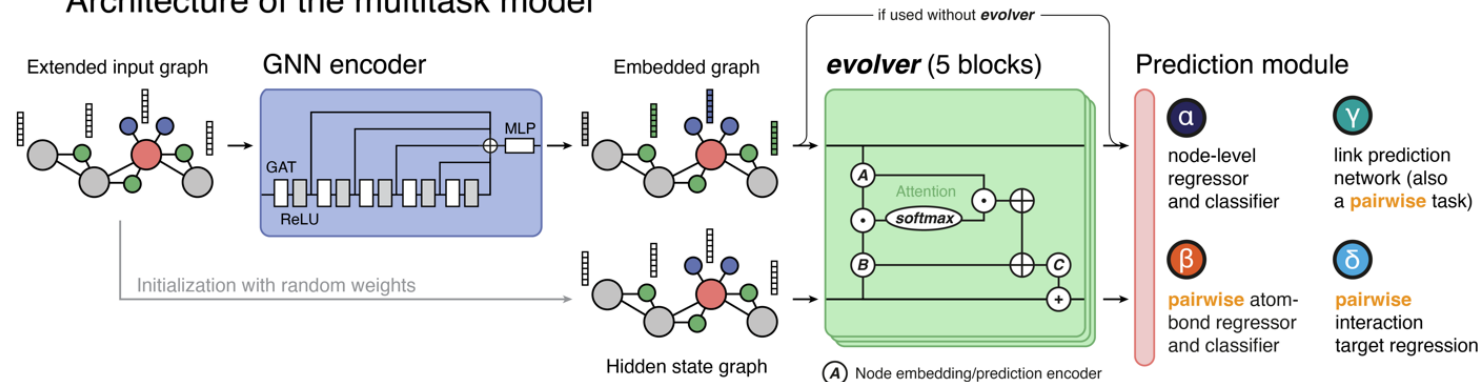 Architecture of the multitask model
if used without evolver
Extended input graph
GNN encoder
Embedded graph
evolver (5 blocks)
Prediction module
MLP
GAT
ReLU
A
Attention
softmax
B
C
+
α
node-level
regressor
and classifier
γ
link prediction
network (also
a pairwise task)
β
pairwise atom-
bond regressor
and classifier
δ
pairwise
interaction
target regression
Initialization with random weights
Hidden state graph
A Node embedding/prediction encoder